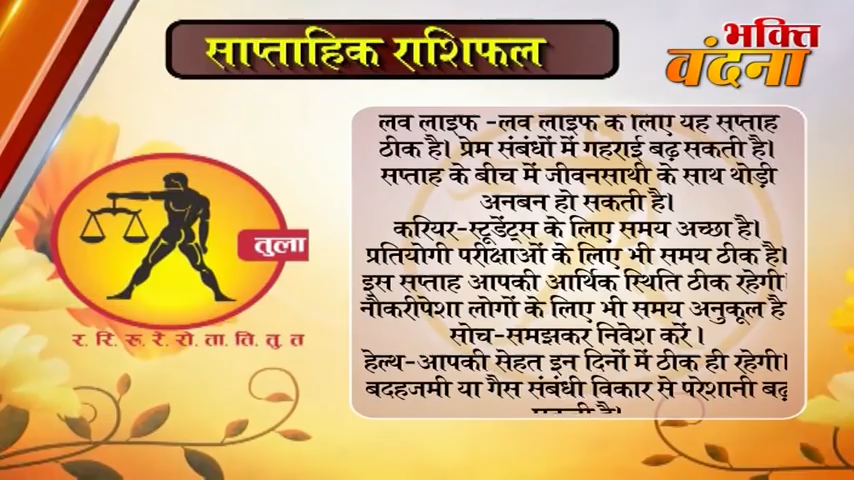 साप्ताहिक राशिफल
भक्ति
वंदना
लव लाइफ -लव लाइफ क लिए यह सप्ताह
ठीक है। प्रेम संबंधों में गहराई बढ़ सकती है।
सप्ताह के बीच में जीवनसाथी के साथ थोड़ी
अनबन हो सकती है।
करियर-स्टूडेंट्स के लिए समय अच्छा है।
प्रतियोगी परीक्षाओं के लिए भी समय ठीक है।
इस सप्ताह आपकी आर्थिक स्थिति ठीक रहेगी।
नौकरीपेशा लोगों के लिए भी समय अनुकूल है
सोच-समझकर निवेश करें।
हेल्थ-आपकी सेहत इन दिनों में ठीक ही रहेगी।
बदहजमी या गैस संबंधी विकार से परेशानी बढ़
तुला
र. रि. रू. रे. रो. ता. ति. तु. त